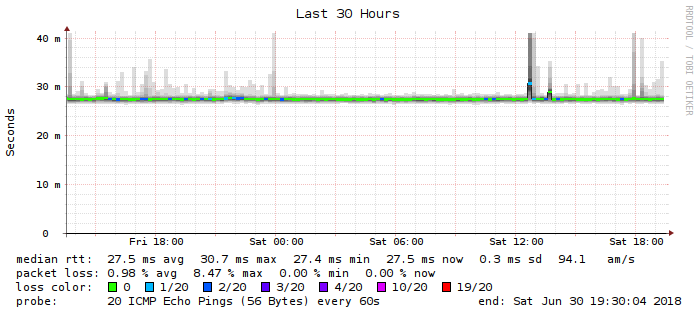 Last 30 Hours
RRDTOOL / TOBI OETIKER
Seconds
40 m
30 m
20 m
10 m
0
Fri 18:00 Sat 00:00 Sat 06:00 Sat 12:00 Sat 18:00
median rtt: 27.5 ms avg 30.7 ms max 27.4 ms min 27.5 ms now 0.3 ms sd 94.1 am/s
packet loss: 0.98 % avg 8.47 % max 0.00 % min 0.00 % now
loss color: 0 1/20 2/20 3/20 4/20 10/20 19/20
probe: 20 ICMP Echo Pings (56 Bytes) every 60s end: Sat Jun 30 19:30:04 2018